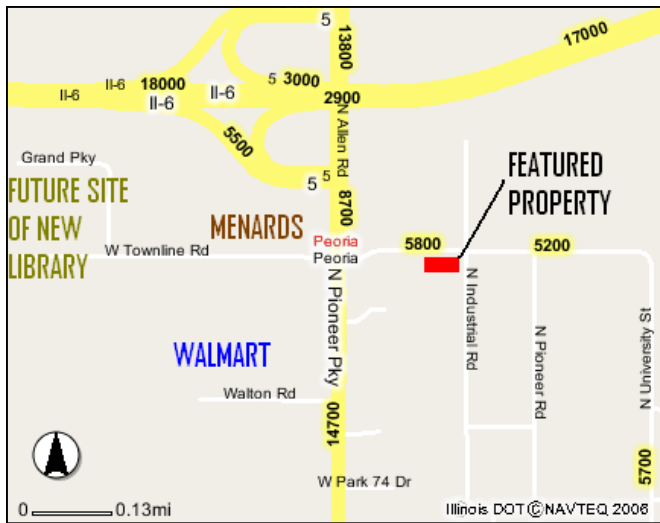 5
13800
17000
II-6
II-6
18000
II-6
II-6
5
3000
2900
5500
N Allen Rd
Grand Pky
5
5
8700
FEATURED
PROPERTY
FUTURE SITE
OF NEW
LIBRARY
MENARDS
W Townline Rd
Peoria
Peoria
5800
5200
N Pioneer Pky
N Industrial Rd
N Pioneer Rd
N University St
WALMART
Walton Rd
14700
5700
W Park 74 Dr
0
0.13mi
Illinois DOT ©NAVTEQ 2006